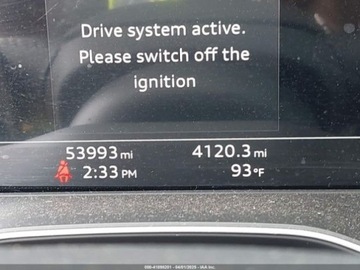 Drive system active.
Please switch off the
ignition
53993 mi 4120.3 mi
2:33 PM 93 °F